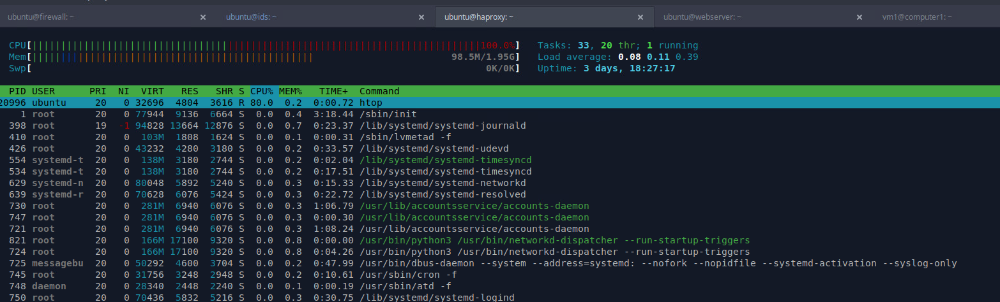 ubuntu@firewall: ~ × ubuntu@ids: ~ × ubuntu@haproxy: ~ × ubuntu@webserver: ~ × vm1@computer1: ~
CPU[||||||||||||||||||||||||||||||||||||||||||||||||||||||||||||||||||||||||||||||100.0%] Tasks: 33, 20 thr; 1 running
Mem[|||||||||||||||||||||||||||||||||||||||||||||||||| 98.5M/1.95G] Load average: 0.08 0.11 0.39
Swp[ 0K/0K] Uptime: 3 days, 18:27:17
PID USER PRI NI VIRT RES SHR S CPU% MEM% TIME+ Command
20996 ubuntu 20 0 32696 4804 3616 R 80.0 0.2 0:00.72 htop
1 root 20 0 77944 9136 6664 S 0.0 0.4 3:18.44 /sbin/init
398 root 19 -1 94828 13664 12876 S 0.0 0.7 0:23.37 /lib/systemd/systemd-journald
410 root 20 0 103M 1808 1624 S 0.0 0.1 0:00.31 /sbin/lvmetad -f
426 root 20 0 43232 4280 3180 S 0.0 0.2 0:33.57 /lib/systemd/systemd-udevd
554 systemd-t 20 0 138M 3180 2744 S 0.0 0.2 0:02.04 /lib/systemd/systemd-timesyncd
534 systemd-t 20 0 138M 3180 2744 S 0.0 0.2 0:17.51 /lib/systemd/systemd-timesyncd
629 systemd-n 20 0 80048 5892 5240 S 0.0 0.3 0:15.33 /lib/systemd/systemd-networkd
639 systemd-r 20 0 70628 6076 5424 S 0.0 0.3 0:22.72 /lib/systemd/systemd-resolved
730 root 20 0 281M 6940 6076 S 0.0 0.3 1:06.79 /usr/lib/accountsservice/accounts-daemon
747 root 20 0 281M 6940 6076 S 0.0 0.3 0:00.30 /usr/lib/accountsservice/accounts-daemon
721 root 20 0 281M 6940 6076 S 0.0 0.3 1:08.24 /usr/lib/accountsservice/accounts-daemon
821 root 20 0 166M 17100 9320 S 0.0 0.8 0:00.00 /usr/bin/python3 /usr/bin/networkd-dispatcher --run-startup-triggers
724 root 20 0 166M 17100 9320 S 0.0 0.8 0:04.26 /usr/bin/python3 /usr/bin/networkd-dispatcher --run-startup-triggers
725 messagebu 20 0 50292 4600 3704 S 0.0 0.2 0:47.99 /usr/bin/dbus-daemon --system --address=systemd: --nofork --nopidfile --systemd-activation --syslog-only
745 root 20 0 31756 3248 2948 S 0.0 0.2 0:10.61 /usr/sbin/cron -f
748 daemon 20 0 28340 2448 2240 S 0.0 0.1 0:00.19 /usr/sbin/atd -f
750 root 20 0 70436 5832 5216 S 0.0 0.3 0:30.75 /lib/systemd/systemd-logind